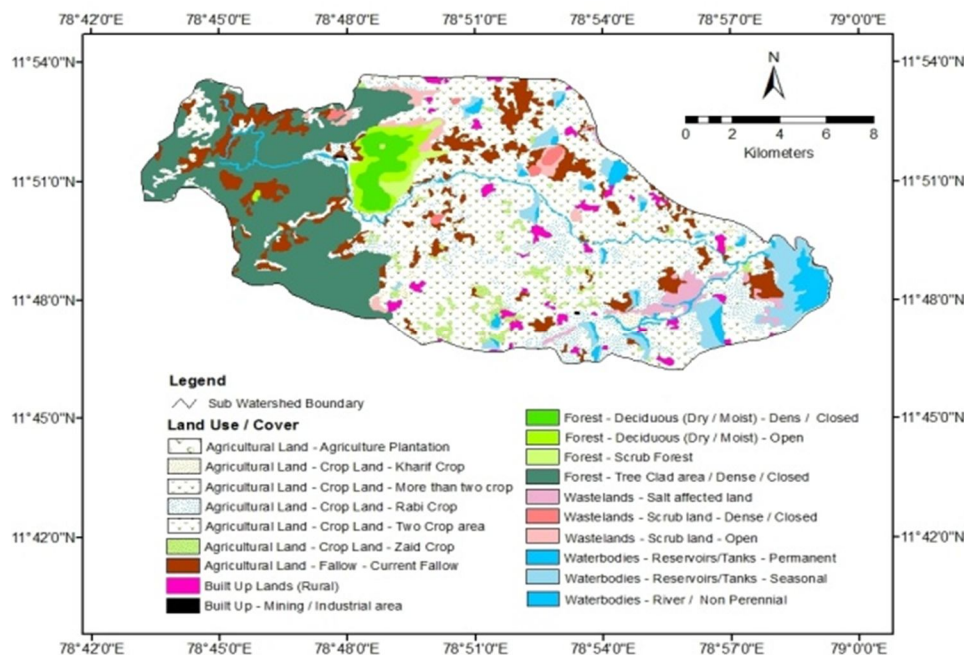 78°42'0"E 78°45'0"E 78°48'0"E 78°51'0"E 78°54'0"E 78°57'0"E 79°0'0"E
11°54'0"N 11°54'0"N
N
0 1 2 4 6 8
Kilometers
11°51'0"N 11°51'0"N
11°48'0"N 11°48'0"N
Legend
Sub Watershed Boundary
Land Use / Cover
Agricultural Land - Agriculture Plantation
Agricultural Land - Crop Land - Kharif Crop
Agricultural Land - Crop Land - More than two crop
Agricultural Land - Crop Land - Rabi Crop
Agricultural Land - Crop Land - Two Crop area
Agricultural Land - Crop Land - Zaid Crop
Agricultural Land - Fallow - Current Fallow
Built Up Lands (Rural)
Built Up - Mining / Industrial area
Forest - Deciduous (Dry / Moist) - Dens / Closed
Forest - Deciduous (Dry / Moist) - Open
Forest - Scrub Forest
Forest - Tree Clad area / Dense / Closed
Wastelands - Salt affected land
Wastelands - Scrub land - Dense / Closed
Wastelands - Scrub land - Open
Waterbodies - Reservoirs/Tanks - Permanent
Waterbodies - Reservoirs/Tanks - Seasonal
Waterbodies - River / Non Perennial
11°45'0"N 11°45'0"N
11°42'0"N 11°42'0"N
78°42'0"E 78°45'0"E 78°48'0"E 78°51'0"E 78°54'0"E 78°57'0"E 79°0'0"E